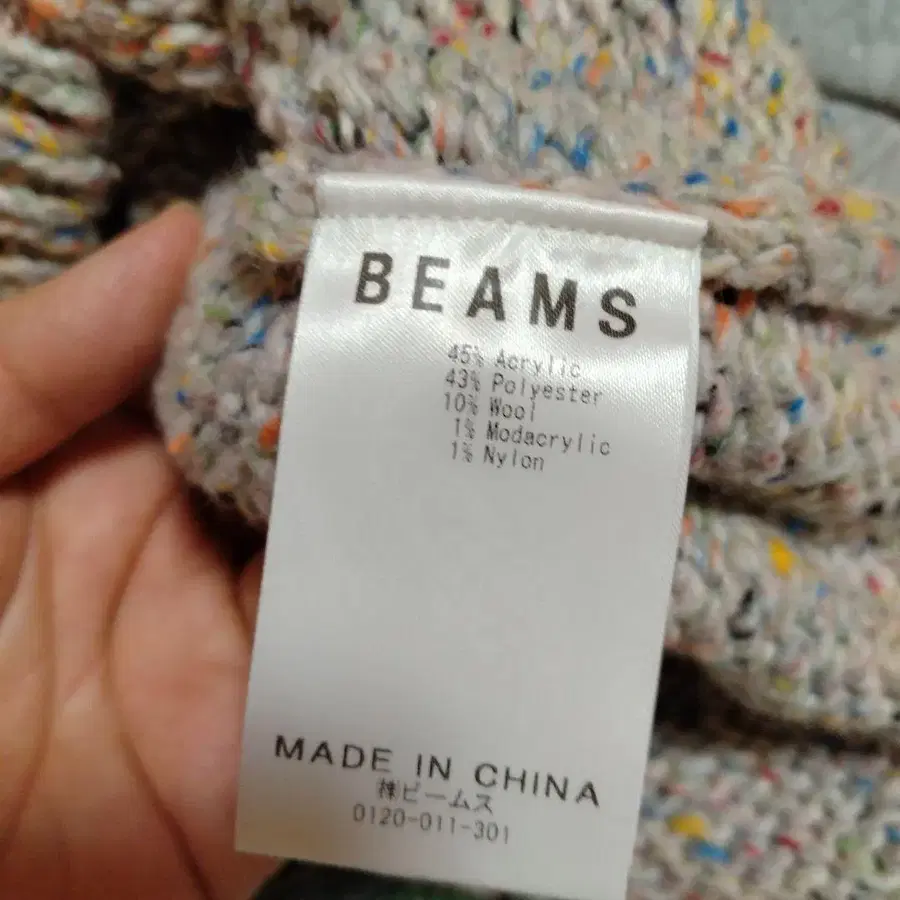 BEAMS
45% Acrylic
43% Polyester
10% Wool
1% Modacrylic
1% Nylon
MADE IN CHINA
㈱ビームス
0120-011-301